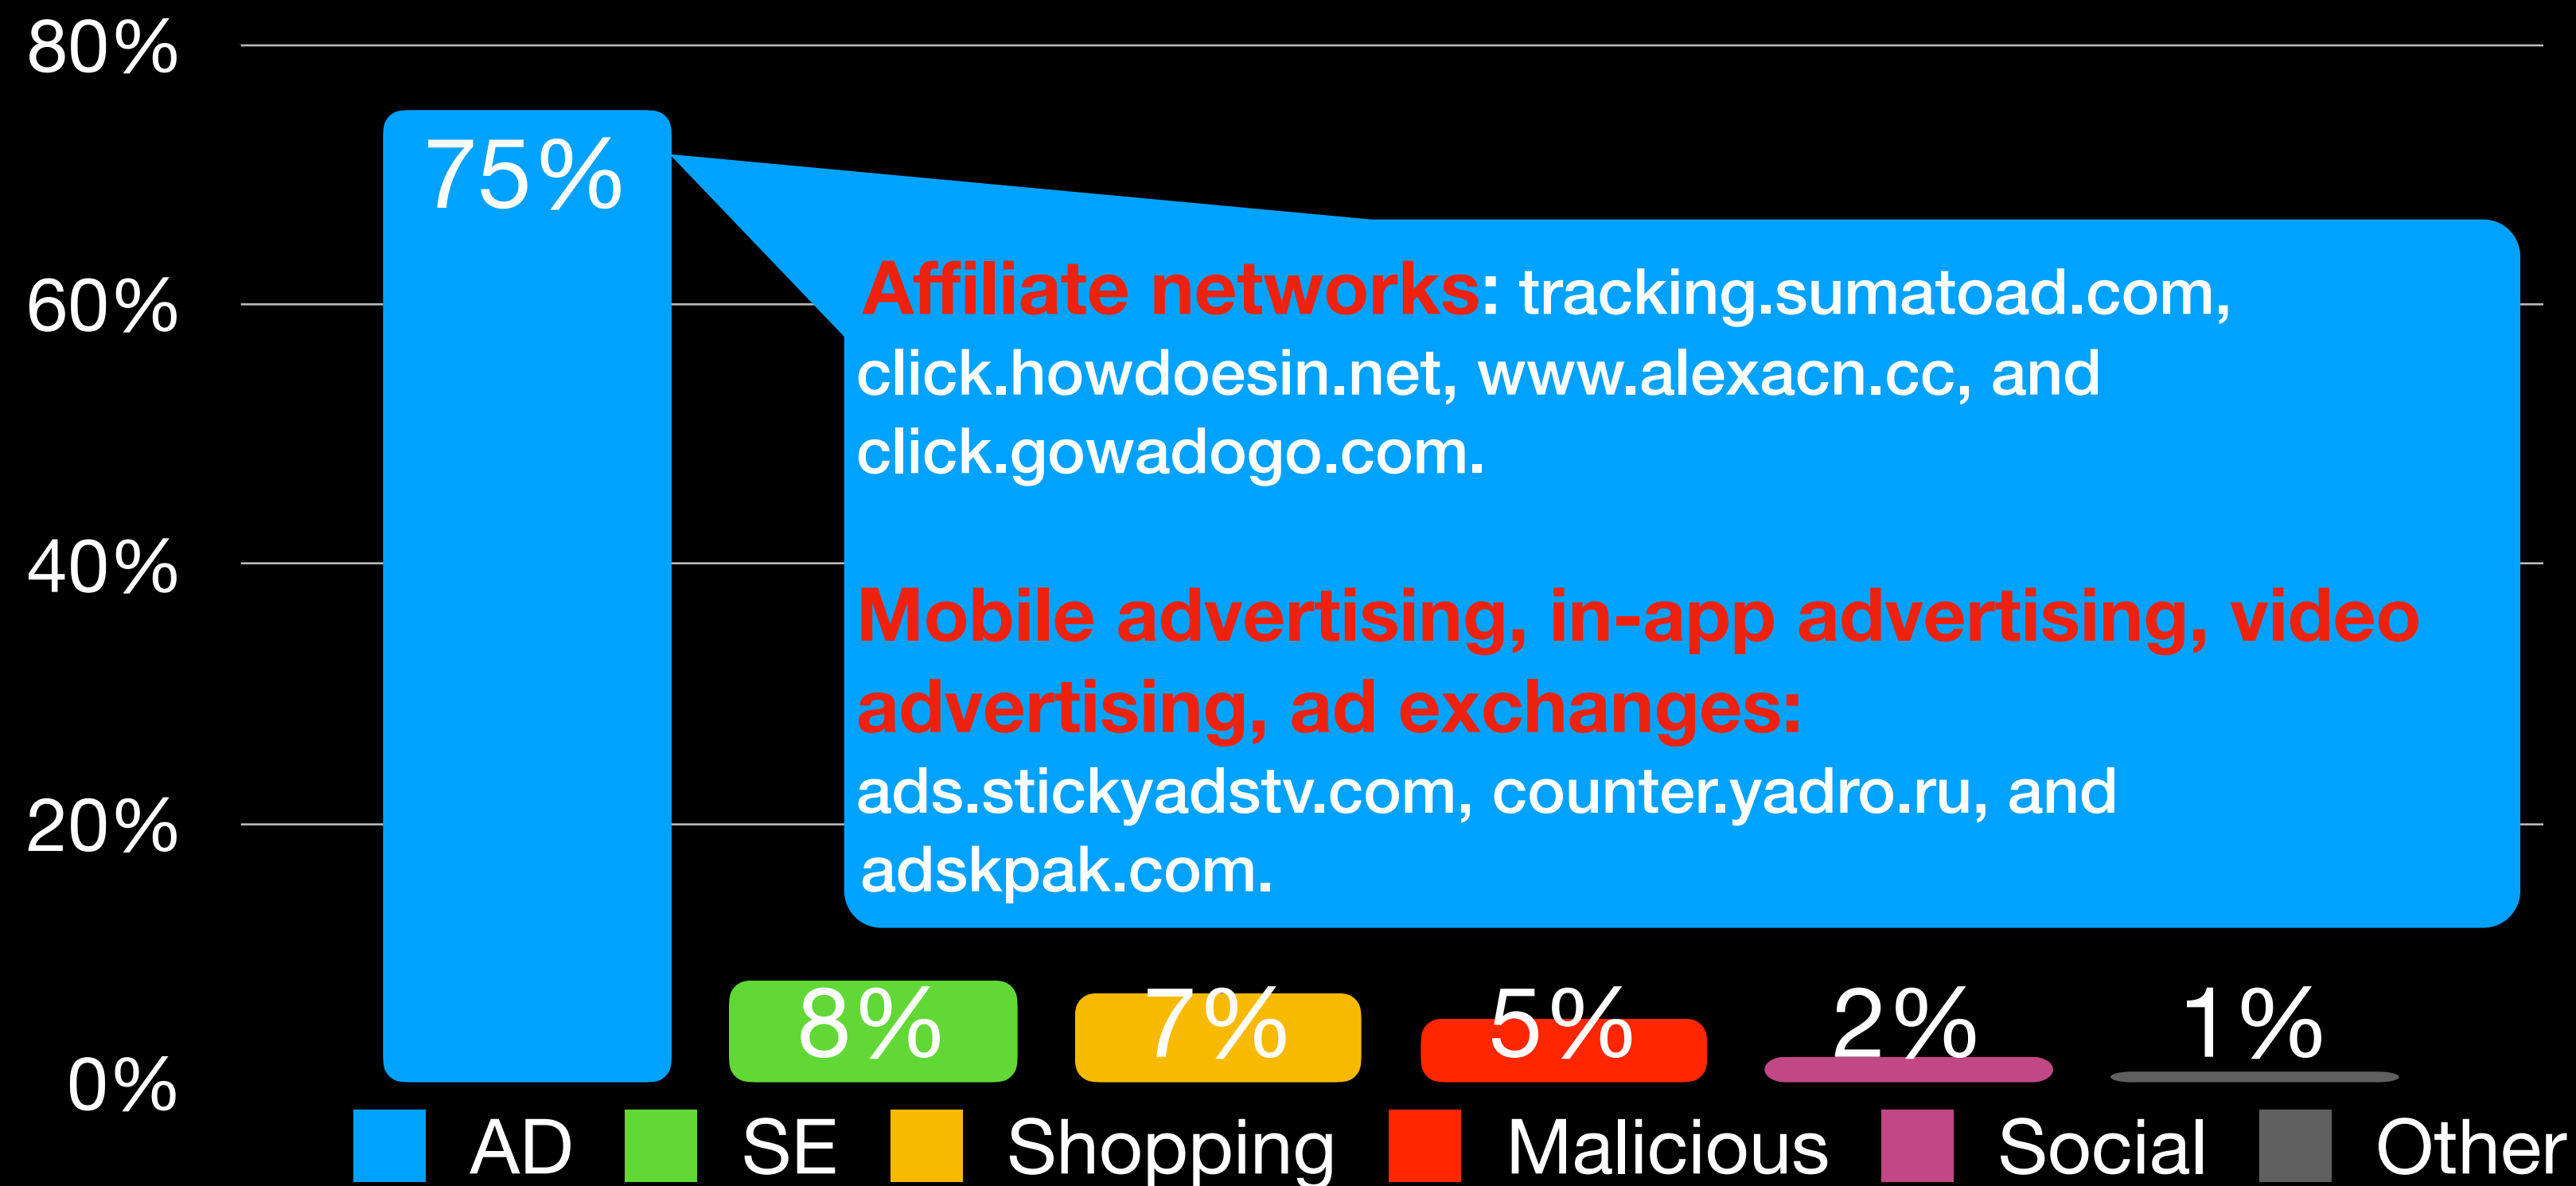 80%
75%
60%
Affiliate networks: tracking.sumatoad.com,
click.howdoesin.net, www.alexacn.cc, and
click.gowadogo.com.
40%
Mobile advertising, in-app advertising, video
advertising, ad exchanges:
ads.stickyadstv.com, counter.yadro.ru, and
adskpak.com.
20%
8% 7% 5% 2% 1%
0%
AD SE Shopping Malicious Social Other